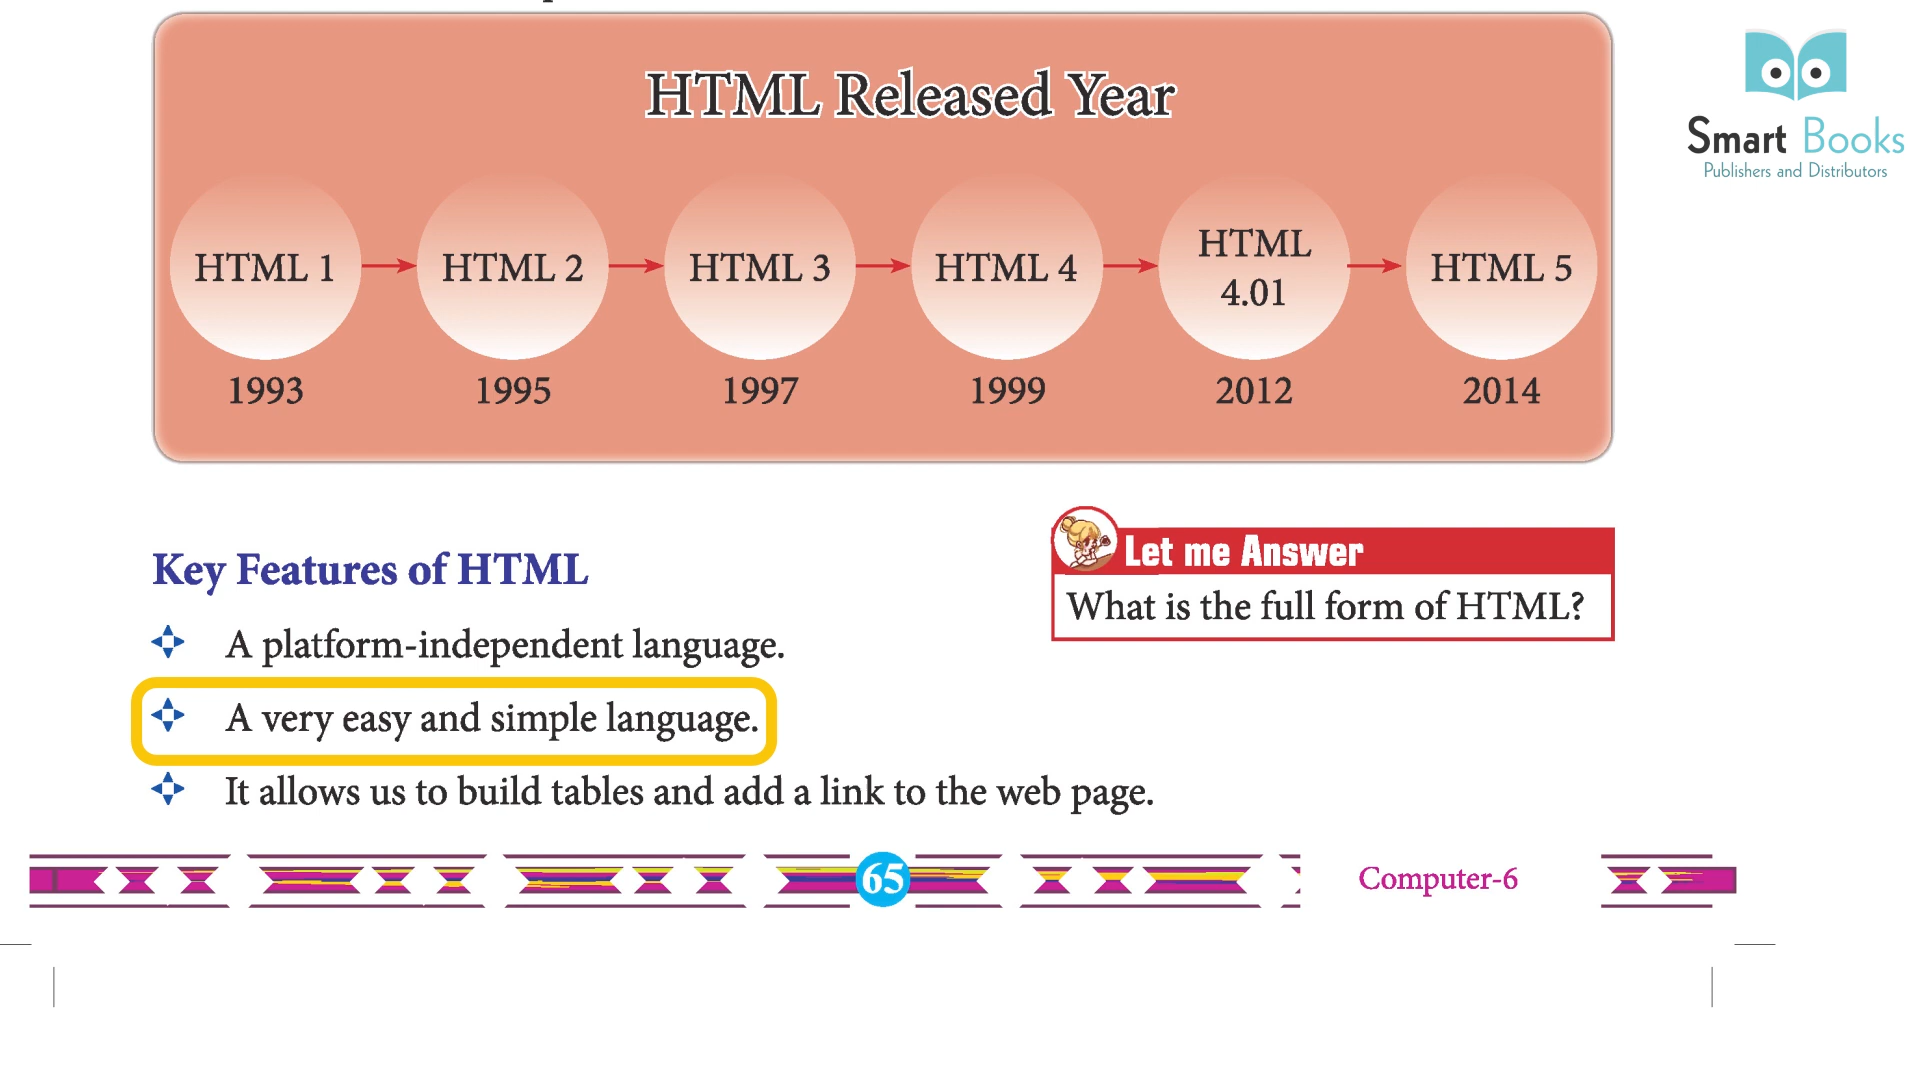 HTML Released Year
Smart Books
Publishers and Distributors
HTML 1
HTML 2
HTML 3
HTML 4
HTML
4.01
HTML 5
1993
1995
1997
1999
2012
2014
Key Features of HTML
A platform-independent language.
A very easy and simple language.
It allows us to build tables and add a link to the web page.
Let me Answer
What is the full form of HTML?
65
Computer-6